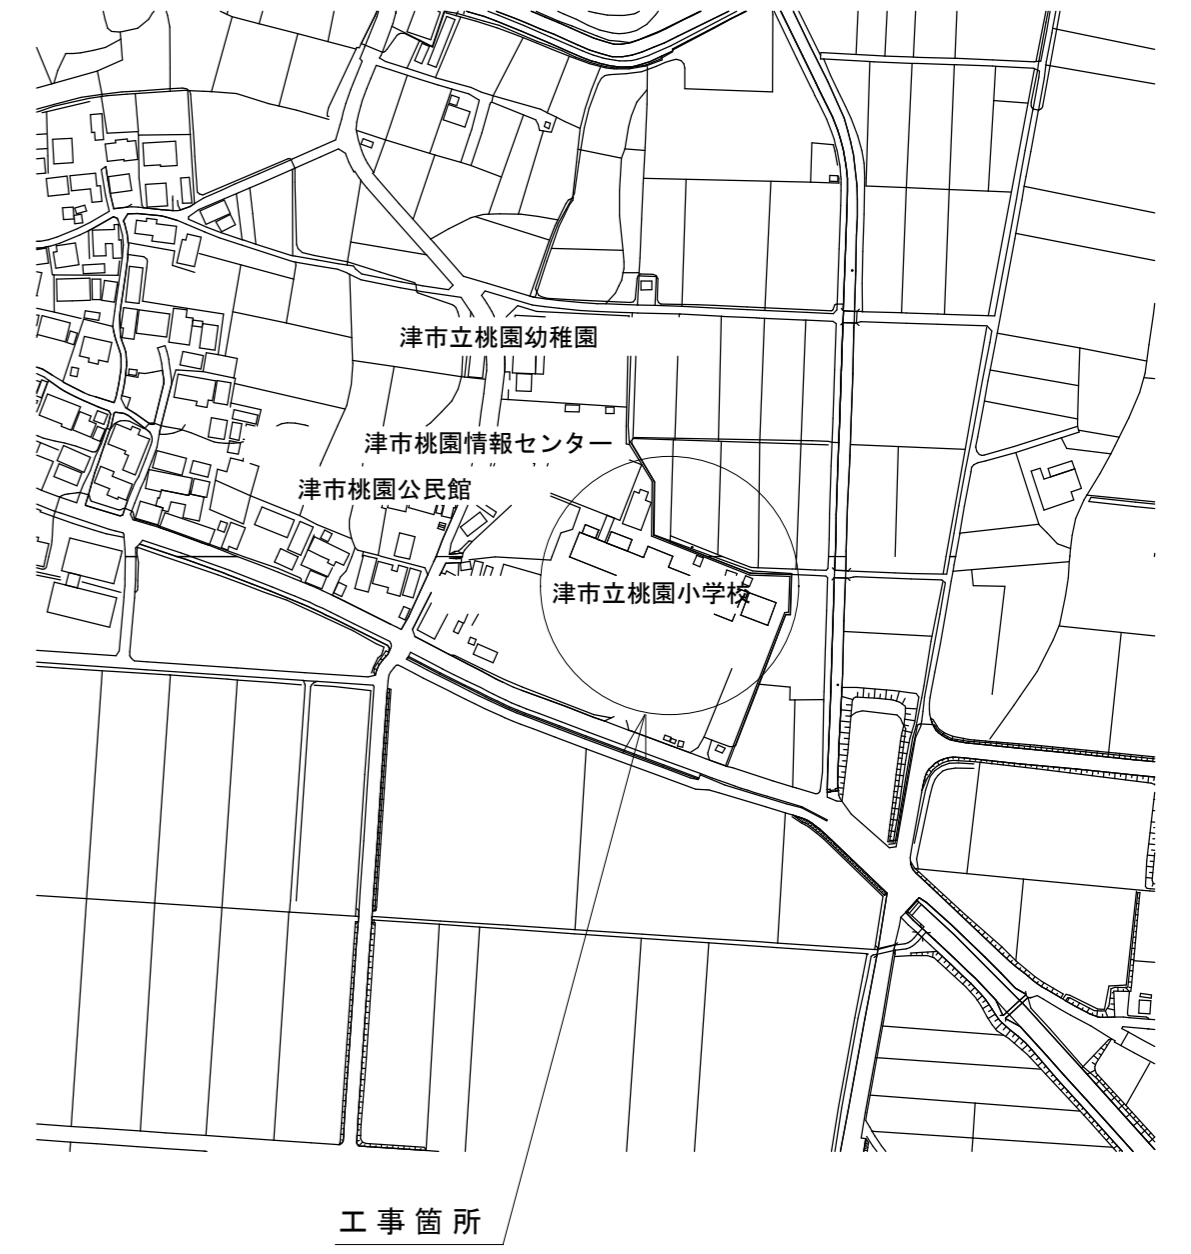 津市立桃園幼稚園
津市桃園情報センター
津市桃園公民館
津市立桃園小学校
工事箇所